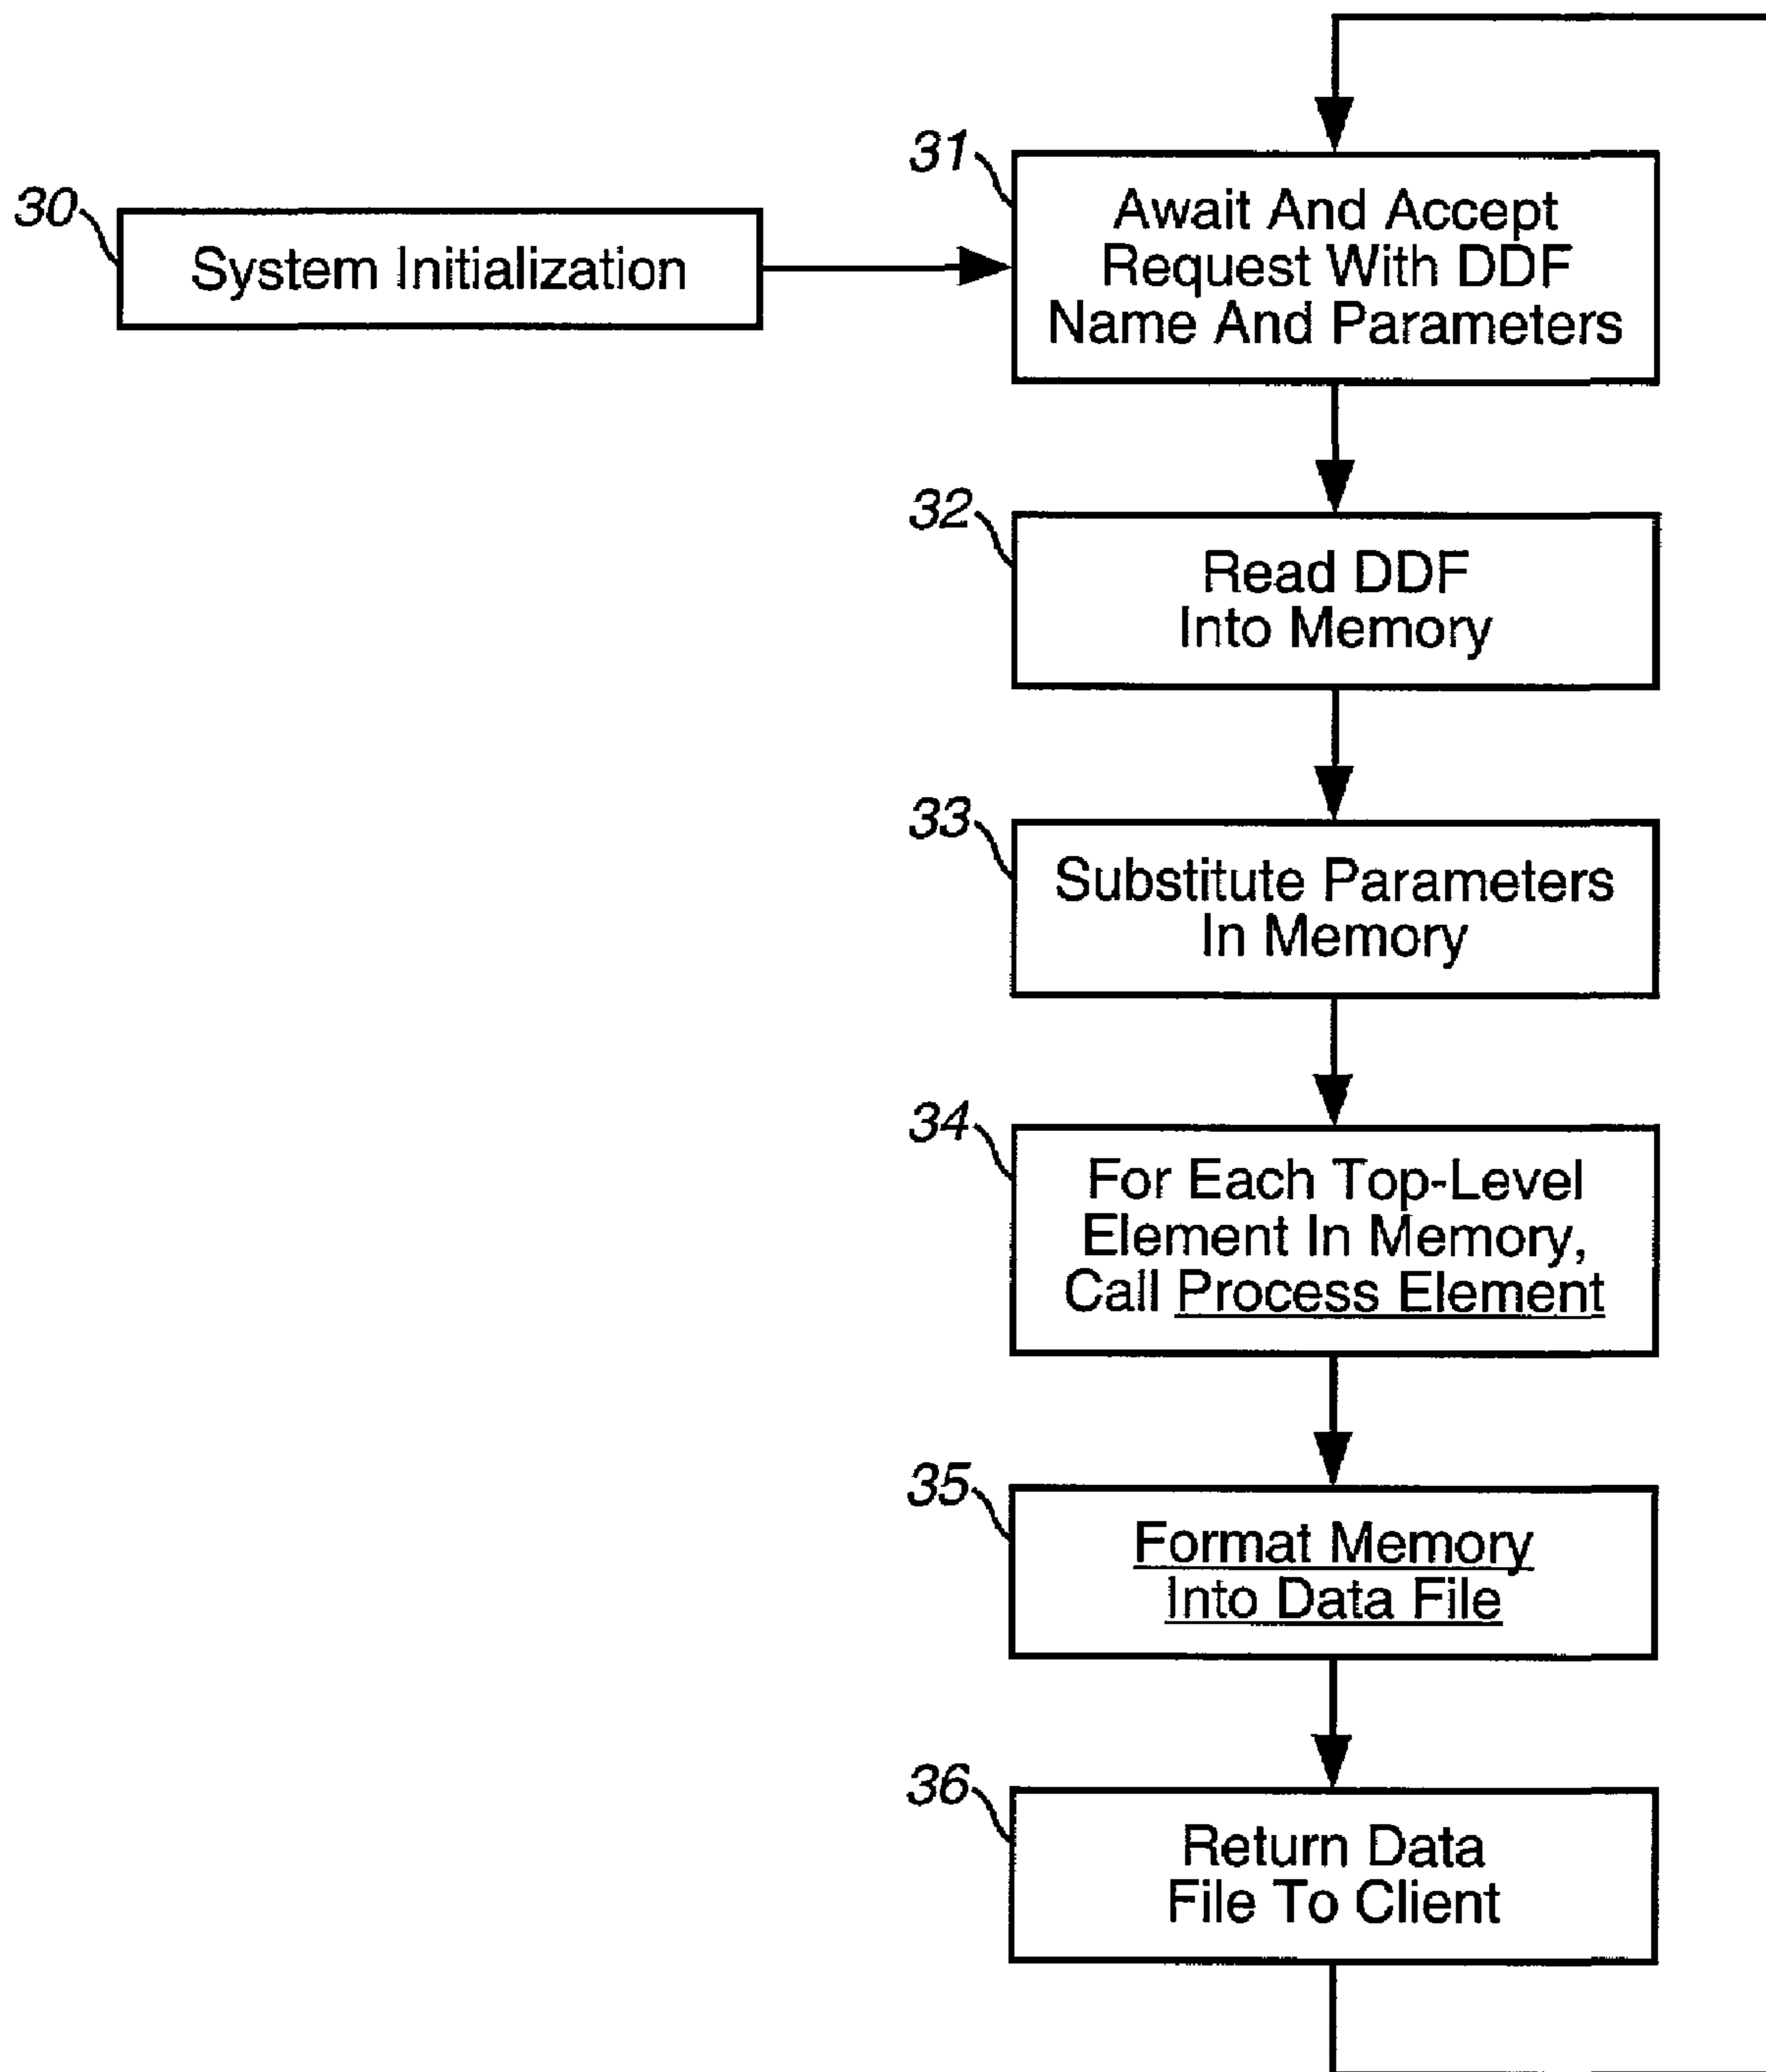 30
System Initialization
31
Await And Accept
Request With DDF
Name And Parameters
32
Read DDF
Into Memory
33
Substitute Parameters
In Memory
34
For Each Top-Level
Element In Memory,
Call Process Element
35
Format Memory
Into Data File
36
Return Data
File To Client